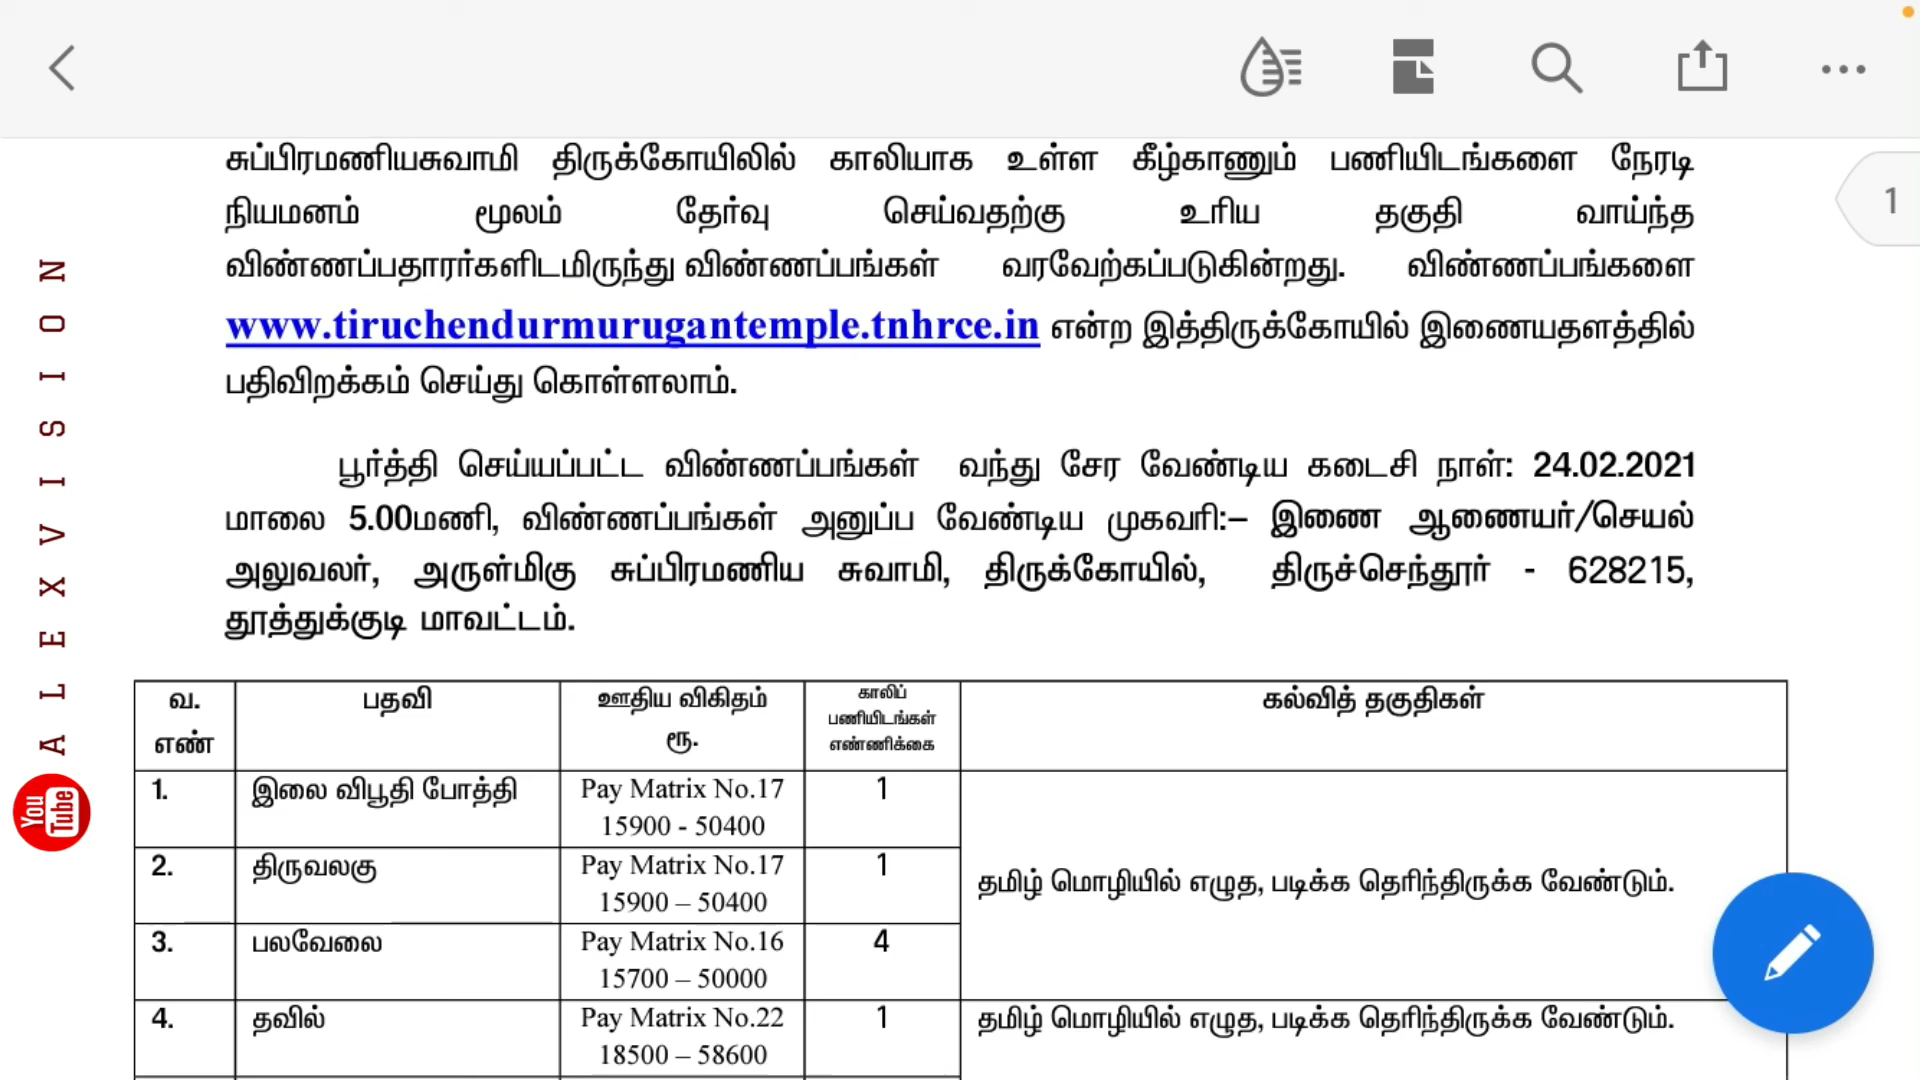 1
சுப்பிரமணியசுவாமி திருக்கோயிலில் காலியாக உள்ள கீழ்காணும் பணியிடங்களை நேரடி
நியமனம் மூலம் தேர்வு செய்வதற்கு உரிய தகுதி வாய்ந்த
விண்ணப்பதாரர்களிடமிருந்து விண்ணப்பங்கள் வரவேற்கப்படுகின்றது. விண்ணப்பங்களை
www.tiruchendurmurugantemple.tnhrce.in என்ற இத்திருக்கோயில் இணையதளத்தில்
பதிவிறக்கம் செய்து கொள்ளலாம்.
பூர்த்தி செய்யப்பட்ட விண்ணப்பங்கள் வந்து சேர வேண்டிய கடைசி நாள்: 24.02.2021
மாலை 5.00மணி, விண்ணப்பங்கள் அனுப்ப வேண்டிய முகவரி:– இணை ஆணையர்/செயல்
அலுவலர், அருள்மிகு சுப்பிரமணிய சுவாமி, திருக்கோயில், திருச்செந்தூர் - 628215,
தூத்துக்குடி மாவட்டம்.
வ. எண் பதவி ஊதிய விகிதம் ரூ. காலிப் பணியிடங்கள் எண்ணிக்கை கல்வித் தகுதிகள்
1. இலை விபூதி போத்தி Pay Matrix No.17 1
15900 - 50400
2. திருவலகு Pay Matrix No.17 1
15900 – 50400
தமிழ் மொழியில் எழுத, படிக்க தெரிந்திருக்க வேண்டும்.
3. பலவேலை Pay Matrix No.16 4
15700 – 50000
4. தவில் Pay Matrix No.22 1 தமிழ் மொழியில் எழுத, படிக்க தெரிந்திருக்க வேண்டும்.
18500 – 58600
ALEXVISION
You Tube